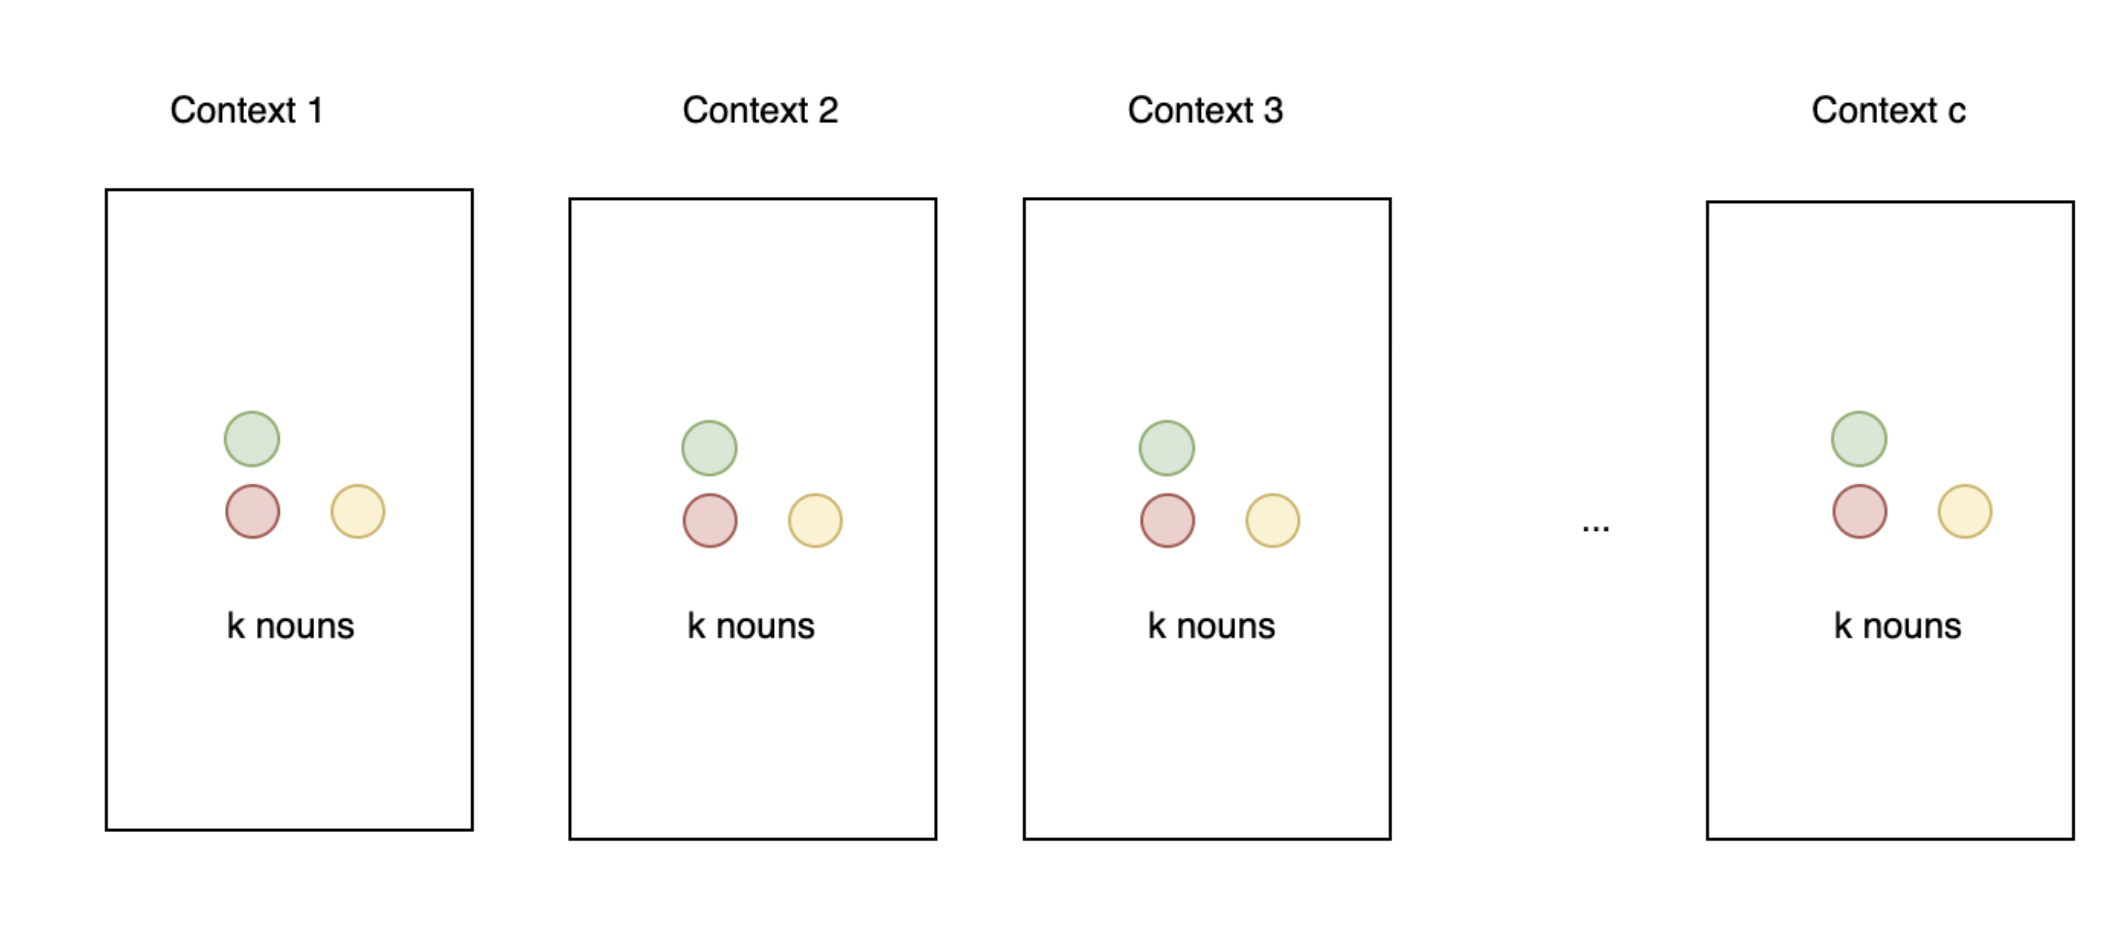 Context 1
Context 2
Context 3
Context c
...
k nouns
k nouns
k nouns
k nouns